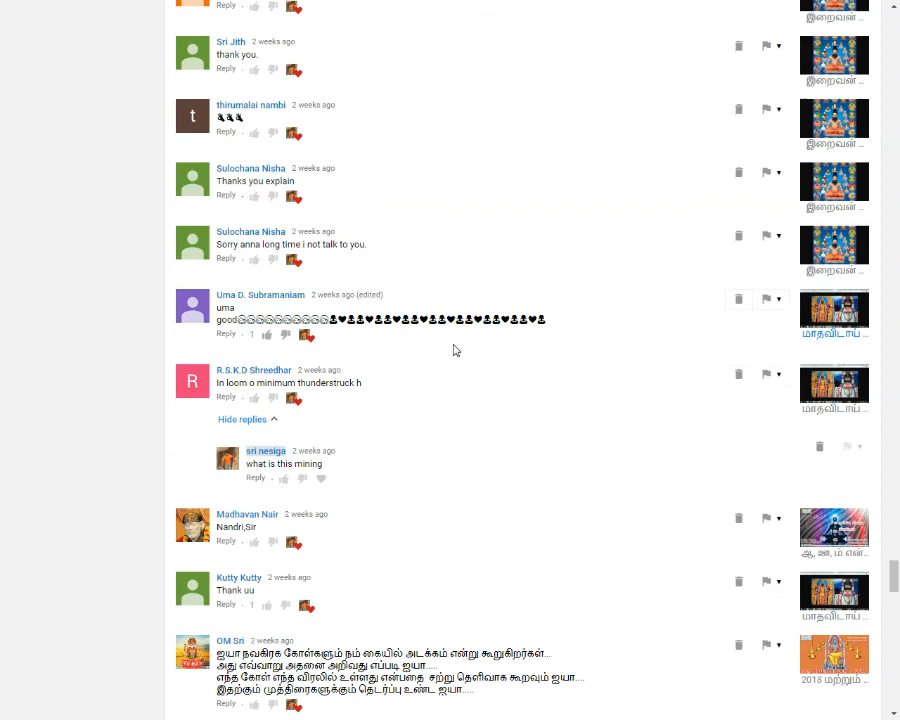 Reply
இறைவன் ...
Sri Jith 2 weeks ago
thank you.
Reply
இறைவன் ...
thirumalai nambi 2 weeks ago
Reply
t
இறைவன் ...
Sulochana Nisha 2 weeks ago
Thanks you explain
Reply
இறைவன் ...
Sulochana Nisha 2 weeks ago
Sorry anna long time i not talk to you.
Reply
இறைவன் ...
Uma D. Subramaniam 2 weeks ago (edited)
uma
good
Reply 1
மாதவிடாய் ...
R.S.K.D Shreedhar 2 weeks ago
In loom o minimum thunderstruck h
Reply
R
மாதவிடாய் ...
Hide replies
sri nesiga 2 weeks ago
what is this mining
Reply
Madhavan Nair 2 weeks ago
Nandri,Sir
Reply
ஆ, ஊ, ம் என்...
Kutty Kutty 2 weeks ago
Thank uu
Reply 1
மாதவிடாய் ...
OM Sri 2 weeks ago
ஐயா நவகிரக கோள்களும் நம் கையில் அடக்கம் என்று கூறுகிறர்கள்...
அது எவ்வாறு அதனை அறிவது எப்படி ஐயா.....
எந்த கோள் எந்த விரலில் உள்ளது என்பதை சற்று தெளிவாக கூறவும் ஐயா....
இதற்கும் முத்திரைகளுக்கும் தெடர்ப்பு உண்ட ஐயா.....
Reply
2018 மற்றும் ...